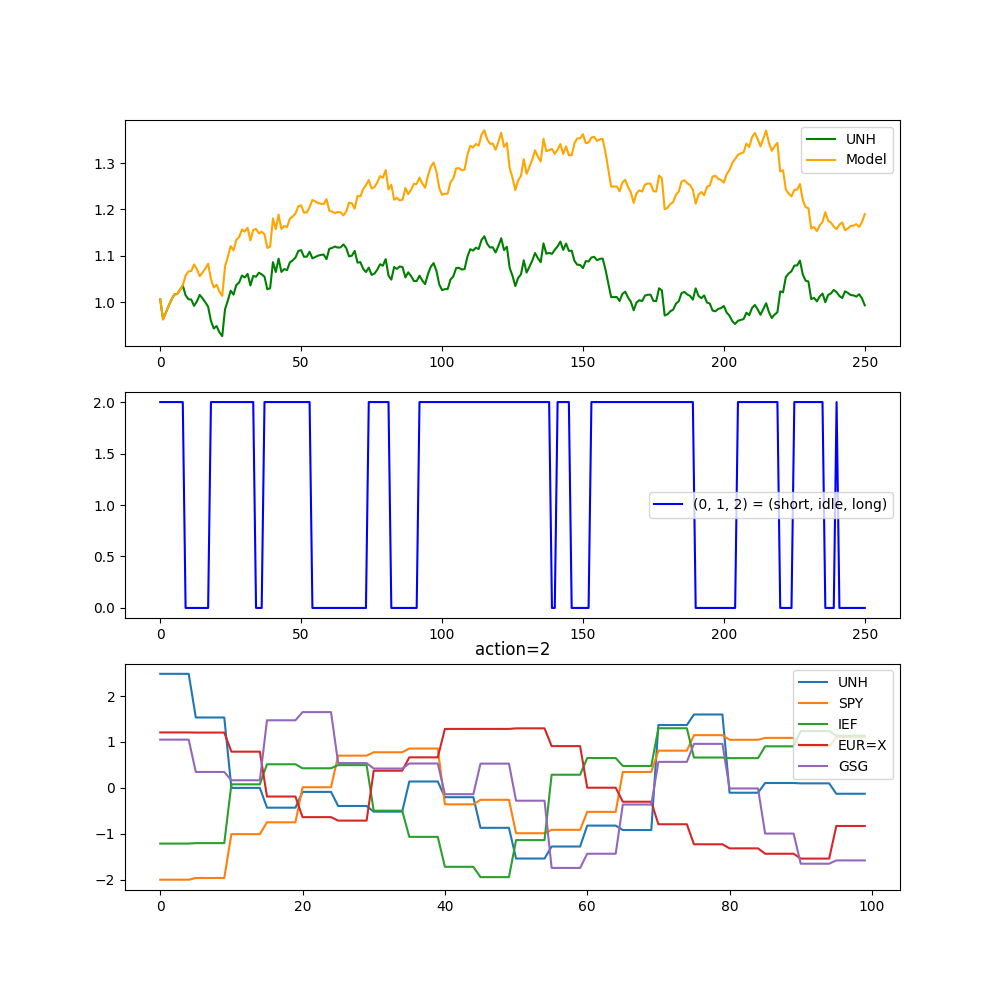 1.3
1.2
1.1
1.0
UNH
Model
0 50 100 150 200 250
2.0
1.5
1.0
0.5
0.0
(0, 1, 2) = (short, idle, long)
0 50 100 150 200 250
action=2
2
1
0
−1
−2
UNH
SPY
IEF
EUR=X
GSG
0 20 40 60 80 100